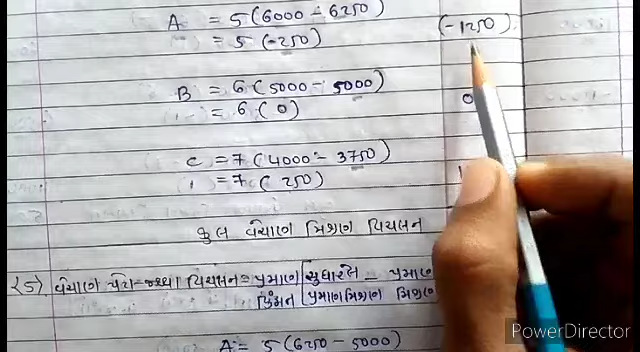 A = 5(6000 - 6250)
= 5 (-250) (-1250)
B = 6 (5000 - 5000)
= 6 (0) 0
C = 7 (4000 - 3750)
= 7 ( 250) 1
કુલ વેચાણ મિશ્રણ વિચલન
(5) વેચાણ પેટા-જથ્થા વિચલન = પ્રમાણ [સુધારેલ - પ્રમાણ
કિંમત [પ્રમાણમિશ્રણ મિશ્રણ
A = 5 (6250 - 5000)
PowerDirector